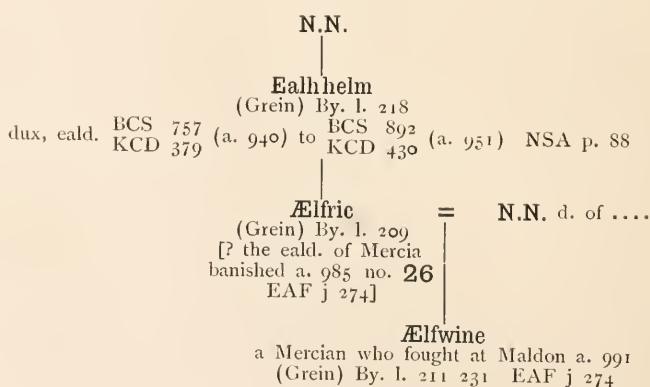 N.N.
Ealhhelm
(Grein) By. l. 218
dux, eald. BCS 757 KCD 379 (a. 940) to BCS 892 KCD 430 (a. 951) NSA p. 88
Ælfric = N.N. d. of ....
(Grein) By. l. 209
[? the eald. of Mercia
banished a. 985 no. 26
EAF j 274]
Ælfwine
a Mercian who fought at Maldon a. 991
(Grein) By. l. 211 231 EAF j 274